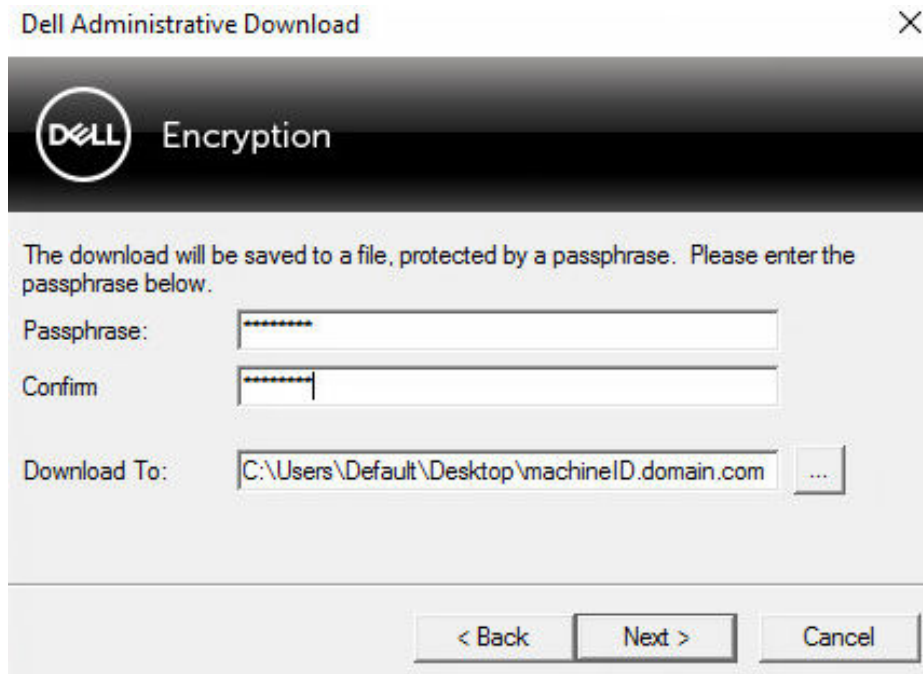 Dell Administrative Download
DELL Encryption
The download will be saved to a file, protected by a passphrase. Please enter the
passphrase below.
Passphrase: ********
Confirm ********
Download To: C:\Users\Default\Desktop\machineID.domain.com ...
< Back Next > Cancel